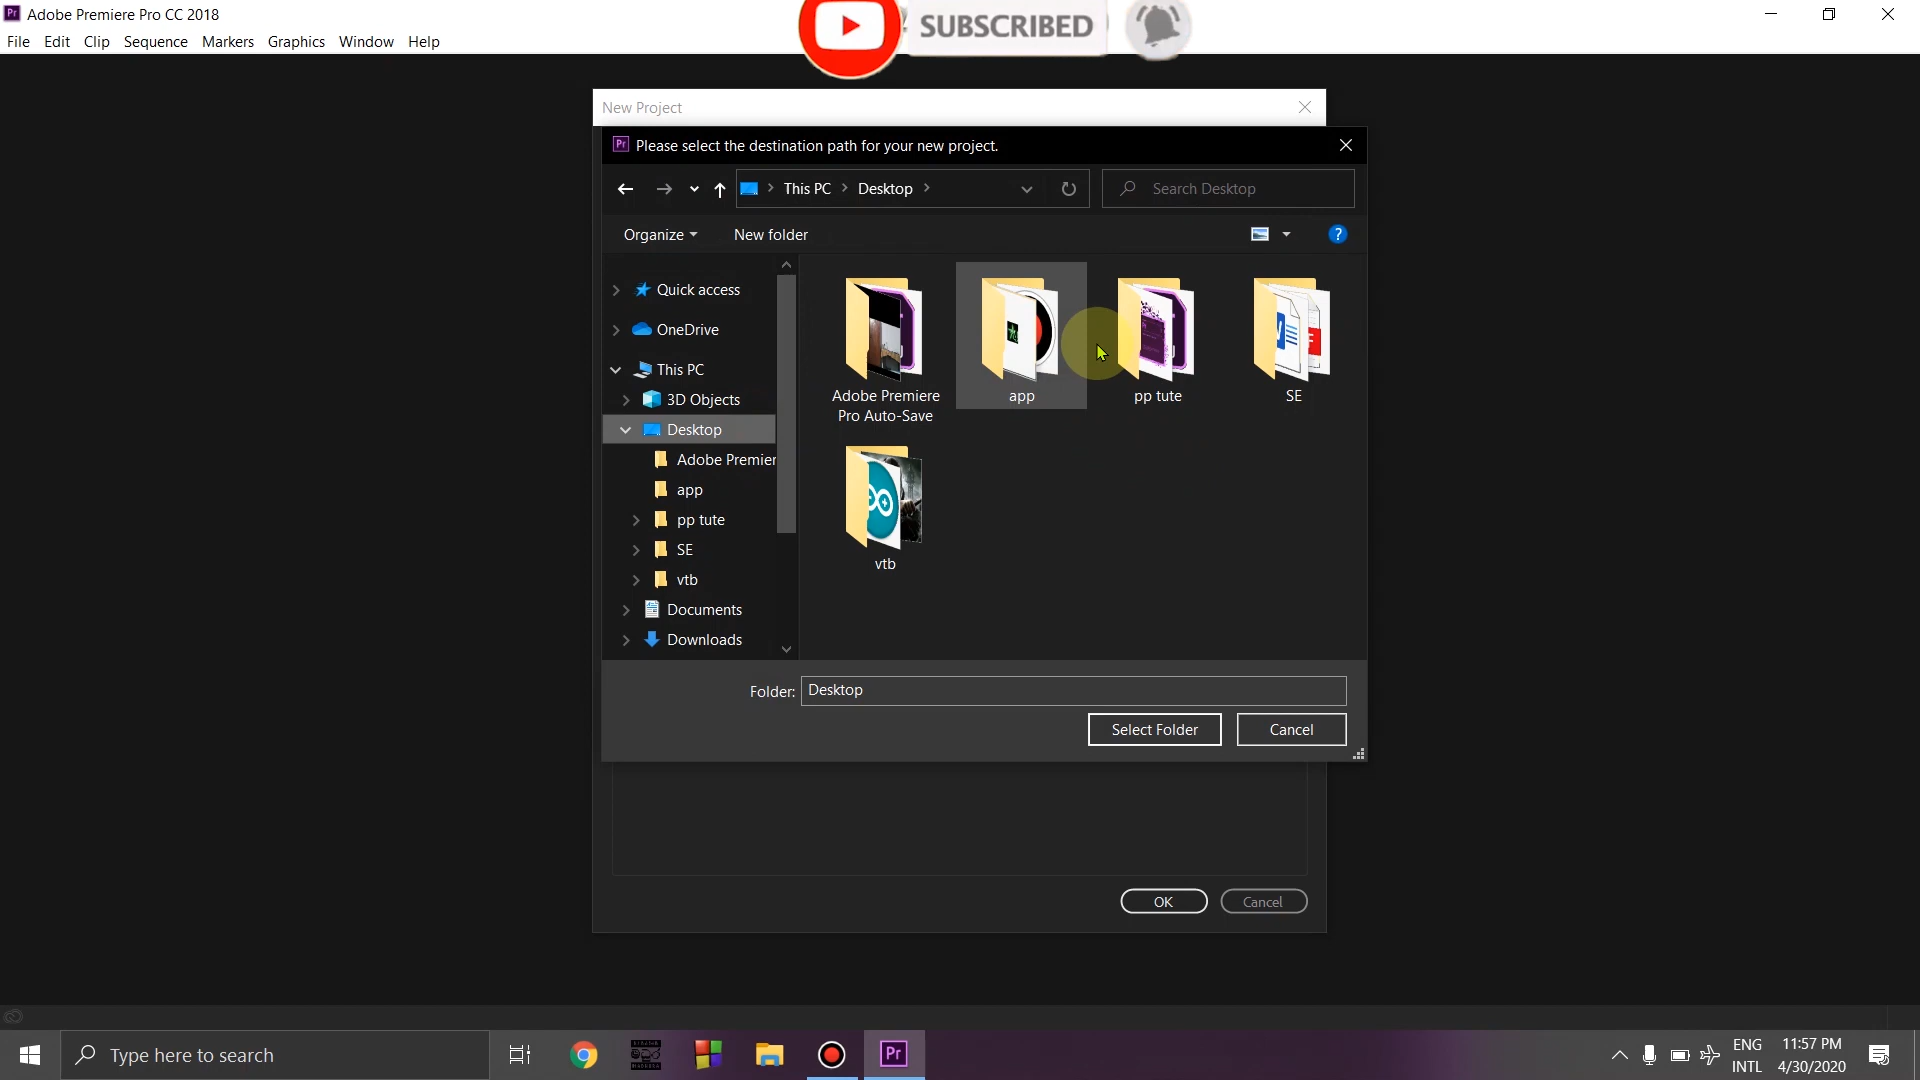 Pr Adobe Premiere Pro CC 2018
SUBSCRIBED
File Edit Clip Sequence Markers Graphics Window Help
New Project
Pr Please select the destination path for your new project.
This PC Desktop
Search Desktop
Organize New folder
?
Quick access
OneDrive
This PC
3D Objects
Desktop
Adobe Premier
app
pp tute
SE
vtb
Documents
Downloads
Adobe Premiere
Pro Auto-Save
app
pp tute
SE
vtb
Folder: Desktop
Select Folder Cancel
OK Cancel
Type here to search
Pr
ENG
INTL
11:57 PM
4/30/2020